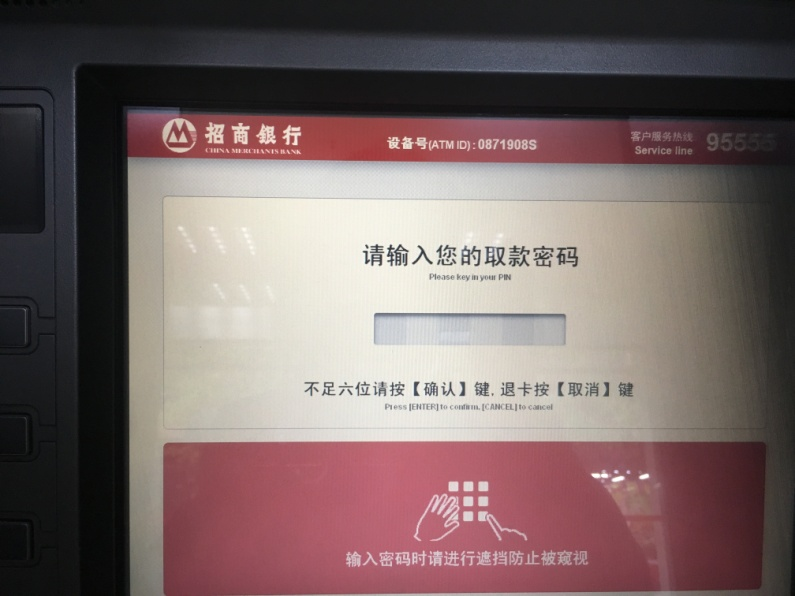 招商銀行
CHINA MERCHANTS BANK
设备号(ATM ID) : 0871908S
客户服务热线
Service line
95555
请输入您的取款密码
Please key in your PIN
不足六位请按【确认】键, 退卡按【取消】键
Press [ENTER] to confirm, [CANCEL] to cancel
输入密码时请进行遮挡防止被窥视